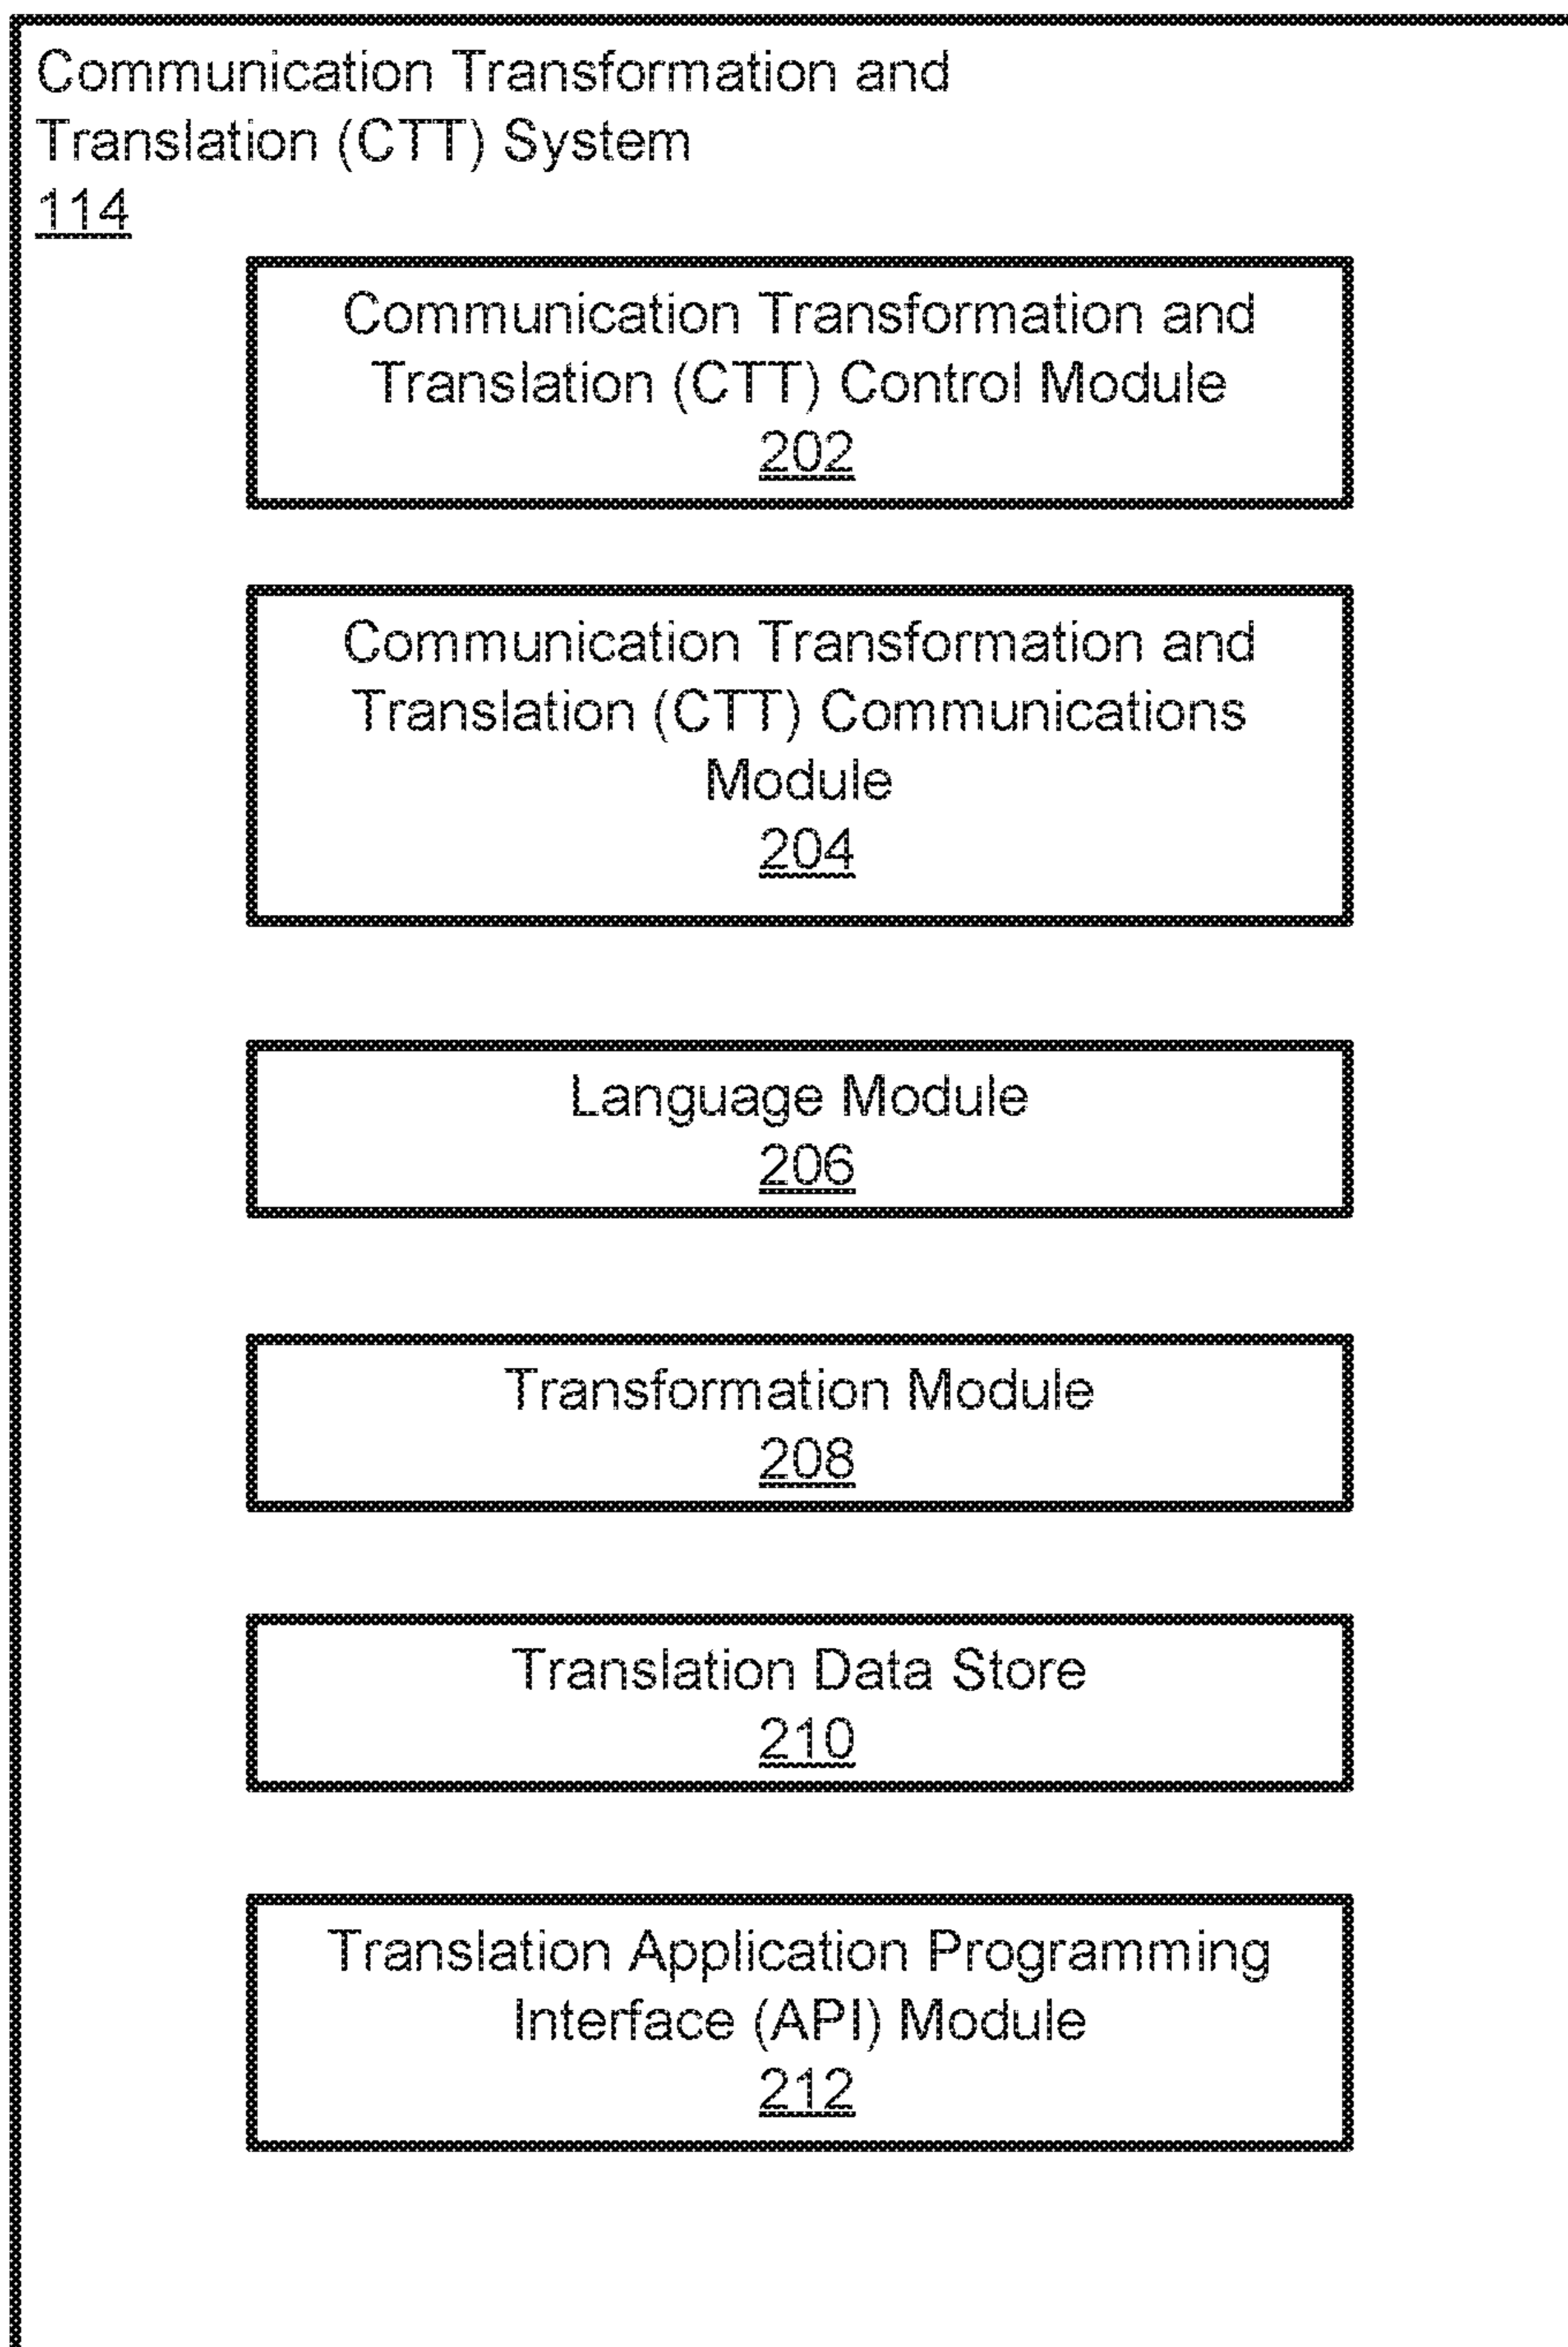 Communication Transformation and
Translation (CTT) System
114
Communication Transformation and
Translation (CTT) Control Module
202
Communication Transformation and
Translation (CTT) Communications
Module
204
Language Module
206
Transformation Module
208
Translation Data Store
210
Translation Application Programming
Interface (API) Module
212